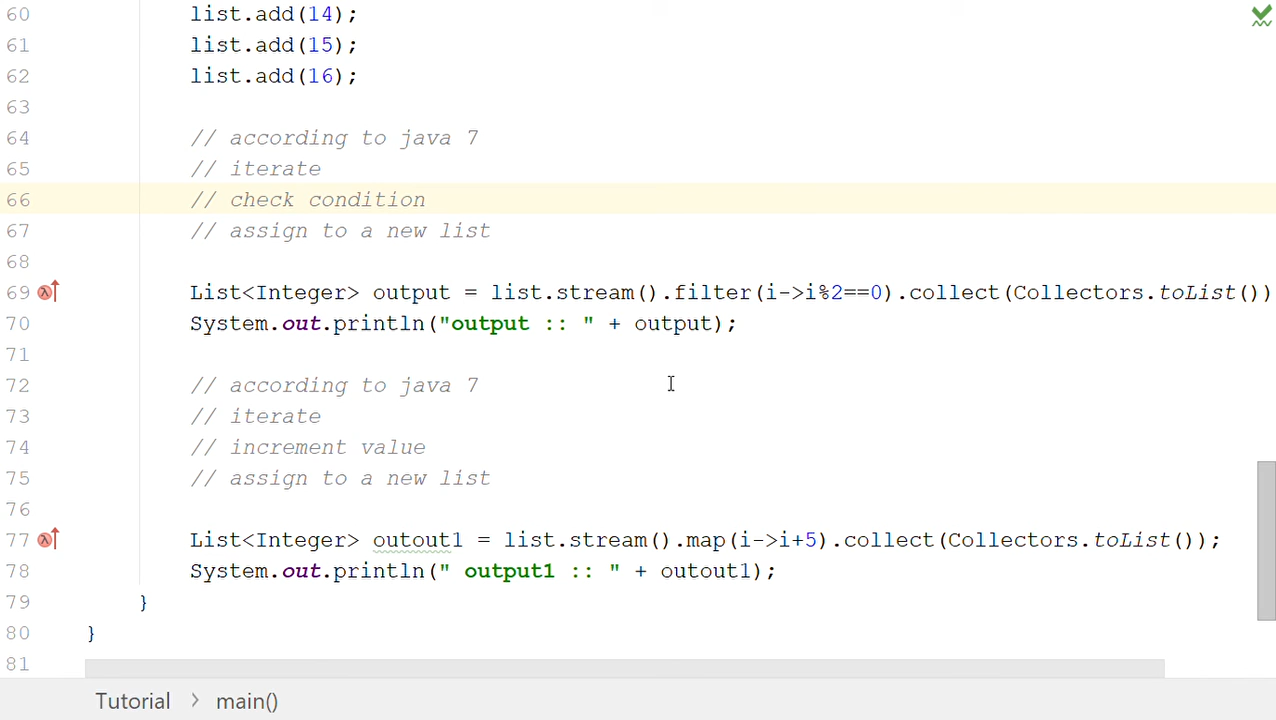 60 list.add(14);
61 list.add(15);
62 list.add(16);
63
64 // according to java 7
65 // iterate
66 // check condition
67 // assign to a new list
68
69 List<Integer> output = list.stream().filter(i->i%2==0).collect(Collectors.toList())
70 System.out.println("output :: " + output);
71
72 // according to java 7
73 // iterate
74 // increment value
75 // assign to a new list
76
77 List<Integer> outout1 = list.stream().map(i->i+5).collect(Collectors.toList());
78 System.out.println(" output1 :: " + outout1);
79 }
80 }
81
Tutorial > main()